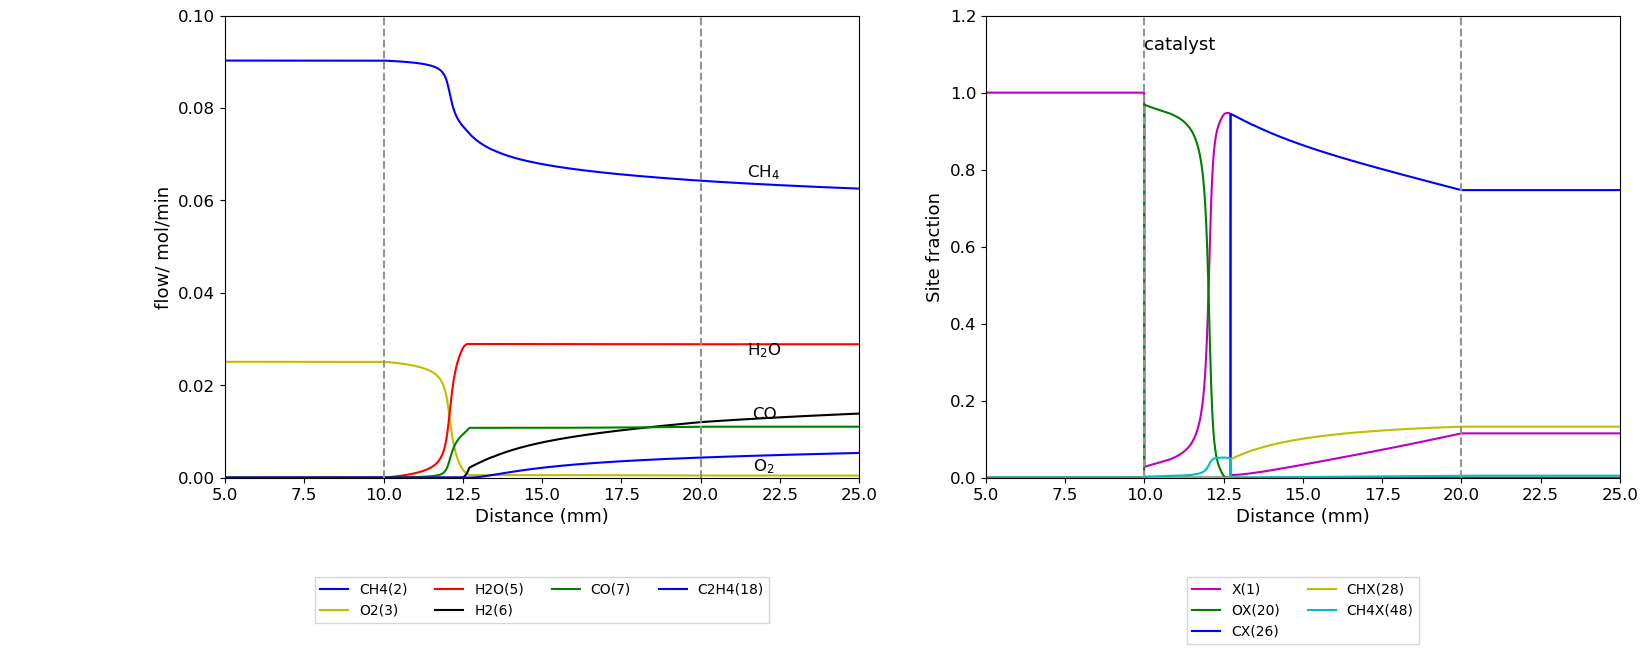 0.10
0.08
0.06
0.04
0.02
0.00
flow/ mol/min
CH4
H2O
CO
O2
5.0 7.5 10.0 12.5 15.0 17.5 20.0 22.5 25.0
Distance (mm)
CH4(2) H2O(5) CO(7) C2H4(18)
O2(3) H2(6)
1.2
1.0
0.8
0.6
0.4
0.2
0.0
Site fraction
catalyst
5.0 7.5 10.0 12.5 15.0 17.5 20.0 22.5 25.0
Distance (mm)
X(1) CHX(28)
OX(20) CH4X(48)
CX(26)